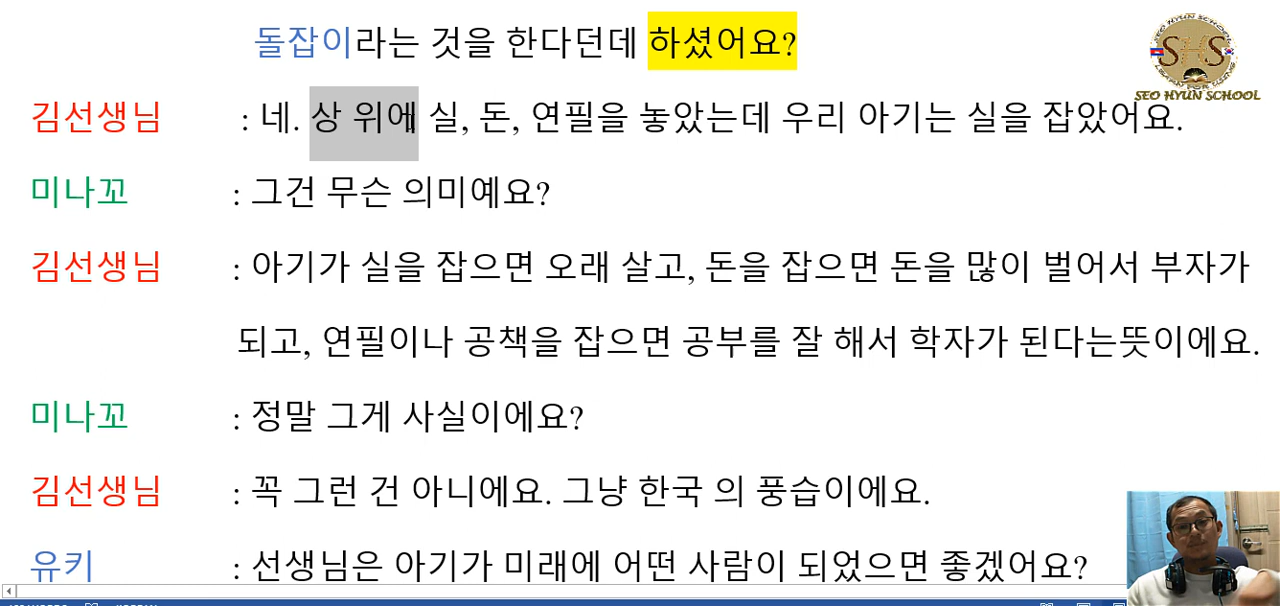 돌잡이라는 것을 한다던데 하셨어요?
김선생님 : 네. 상 위에 실, 돈, 연필을 놓았는데 우리 아기는 실을 잡았어요.
미나꼬 : 그건 무슨 의미예요?
김선생님 : 아기가 실을 잡으면 오래 살고, 돈을 잡으면 돈을 많이 벌어서 부자가
되고, 연필이나 공책을 잡으면 공부를 잘 해서 학자가 된다는뜻이에요.
미나꼬 : 정말 그게 사실이에요?
김선생님 : 꼭 그런 건 아니에요. 그냥 한국 의 풍습이에요.
유키 : 선생님은 아기가 미래에 어떤 사람이 되었으면 좋겠어요?
SHS
SEO HYUN SCHOOL